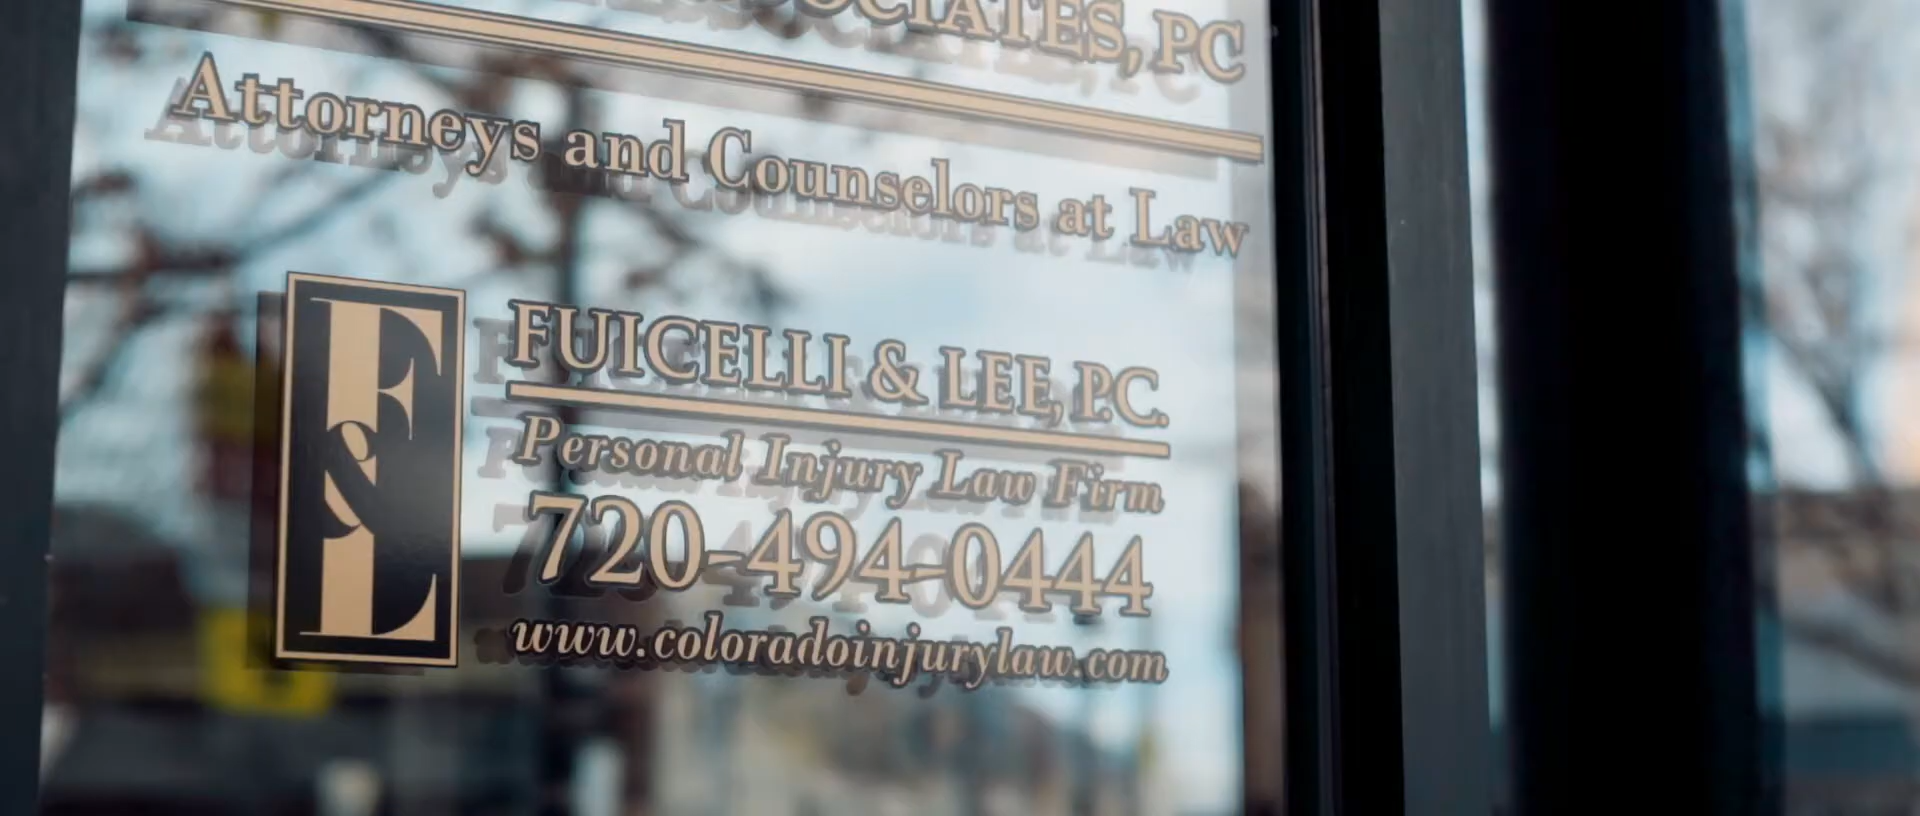 ASSOCIATES, PC
Attorneys and Counselors at Law
F&L
FUICELLI & LEE, P.C.
Personal Injury Law Firm
720-494-0444
www.coloradoinjurylaw.com